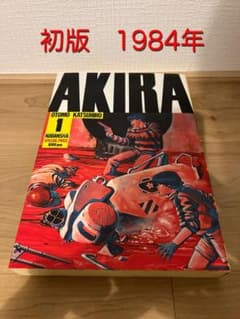 初版 1984年
AKIRA
OTOMO KATSUHIRO
1
KODANSHA